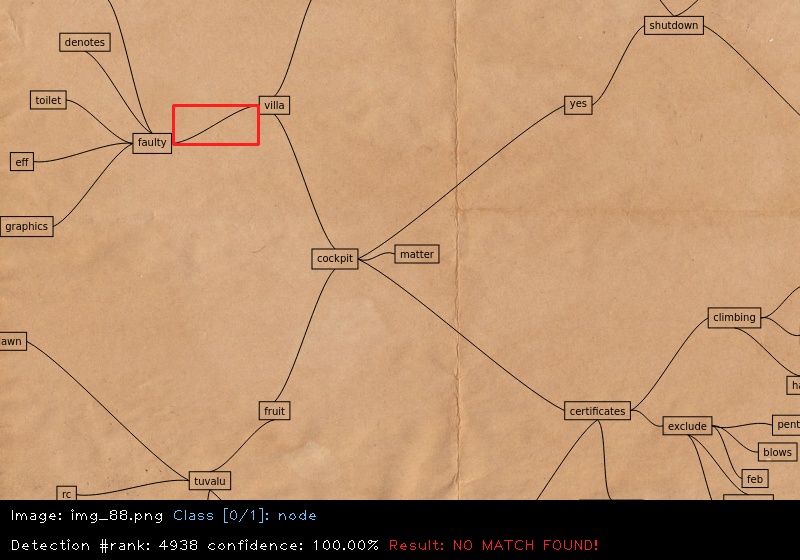 shutdown
denotes
toilet
villa
yes
faulty
eff
graphics
cockpit
matter
climbing
awn
fruit
certificates
exclude
pent
blows
tuvalu
feb
rc
Image: img_88.png Class [0/1]: node
Detection #rank: 4938 confidence: 100.00% Result: NO MATCH FOUND!